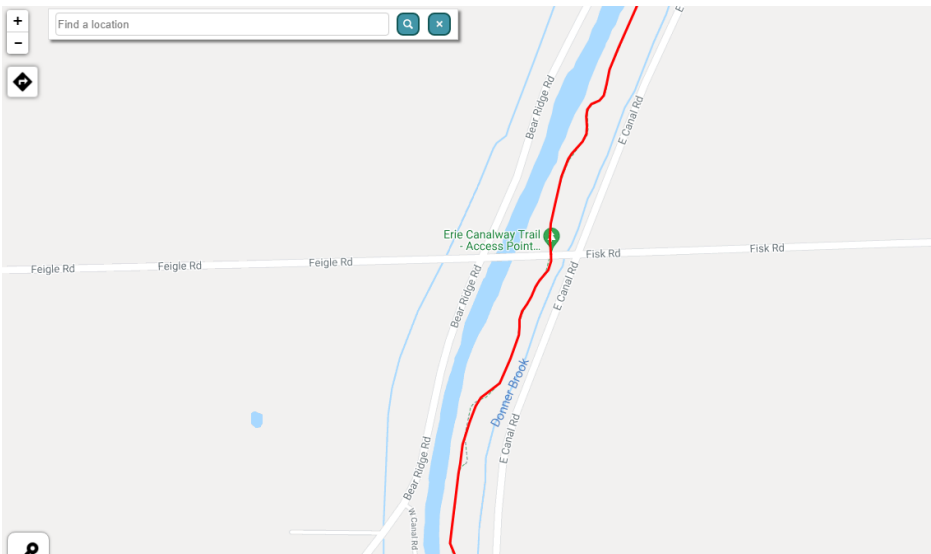 +
Find a location
×
−
Bear Ridge Rd
E Canal Rd
Erie Canalway Trail
- Access Point...
Fisk Rd
Fisk Rd
Feigle Rd
Feigle Rd
Feigle Rd
Bear Ridge Rd
E Canal Rd
Donner Brook
E Canal Rd
Bear Ridge Rd
W Canal Rd